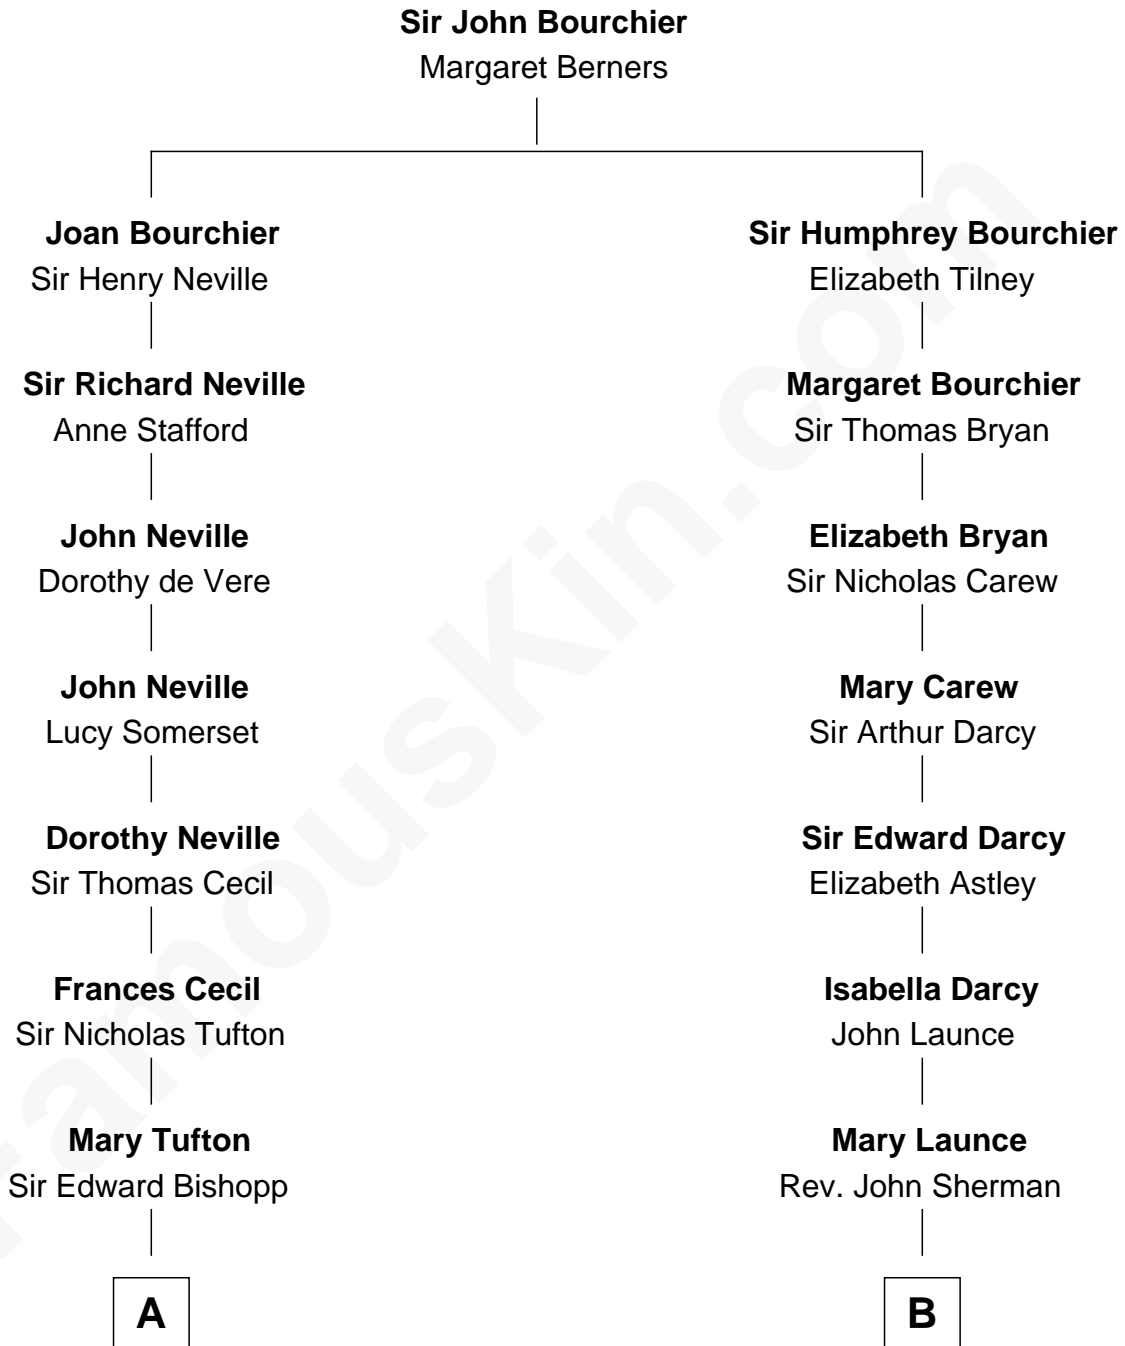 Sir John Bourchier
Margaret Berners
Joan Bourchier
Sir Henry Neville
Sir Humphrey Bourchier
Elizabeth Tilney
Sir Richard Neville
Anne Stafford
Margaret Bourchier
Sir Thomas Bryan
John Neville
Dorothy de Vere
Elizabeth Bryan
Sir Nicholas Carew
John Neville
Lucy Somerset
Mary Carew
Sir Arthur Darcy
Dorothy Neville
Sir Thomas Cecil
Sir Edward Darcy
Elizabeth Astley
Frances Cecil
Sir Nicholas Tufton
Isabella Darcy
John Launce
Mary Tufton
Sir Edward Bishopp
Mary Launce
Rev. John Sherman
A
B
FamousKin.com